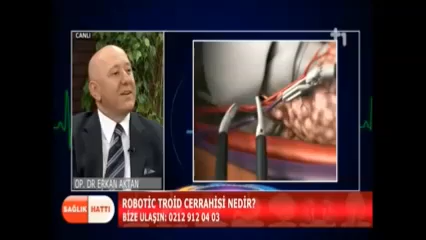 CANLI
OP. DR ERKAN AKTAN
SAĞLIK HATTI
ROBOTİC TROİD CERRAHİSİ NEDİR?
BİZE ULAŞIN: 0212 912 04 03